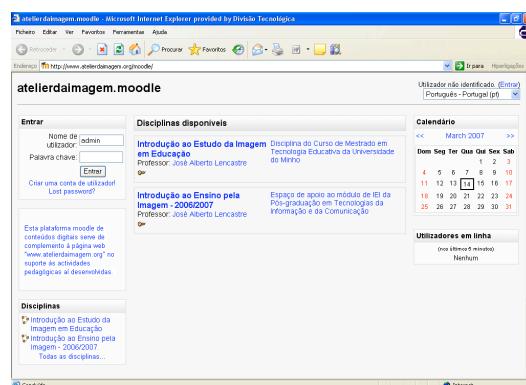 atelierdaimagem.moodle - Microsoft Internet Explorer provided by Divisão Tecnológica
Ficheiro Editar Ver Favoritos Ferramentas Ajuda
Retroceder Procurar Favoritos
Endereço http://www.atelierdaimagem.org/moodle/ Ir para Hiperligações
atelierdaimagem.moodle
Utilizador não identificado. (Entrar)
Português - Portugal (pt)
Entrar
Nome de utilizador: admin
Palavra chave:
Entrar
Criar uma conta de utilizador!
Lost password?
Esta plataforma moodle de
conteúdos digitais serve de
complemento à página web
"www.atelierdaimagem.org" no
suporte às actividades
pedagógicas aí desenvolvidas.
Disciplinas
Introdução ao Estudo da
Imagem em Educação
Introdução ao Ensino pela
Imagem - 2006/2007
Todas as disciplinas...
Disciplinas disponíveis
Introdução ao Estudo da Imagem
em Educação
Professor: José Alberto Lencastre
Disciplina do Curso de Mestrado em
Tecnologia Educativa da Universidade
do Minho
Introdução ao Ensino pela
Imagem - 2006/2007
Professor: José Alberto Lencastre
Espaço de apoio ao módulo de IEI da
Pós-graduação em Tecnologias da
Informação e da Comunicação
Calendário
<< March 2007 >>
Dom Seg Ter Qua Qui Sex Sab
1 2 3
4 5 6 7 8 9 10
11 12 13 14 15 16 17
18 19 20 21 22 23 24
25 26 27 28 29 30 31
Utilizadores em linha
(nos últimos 5 minutos)
Nenhum